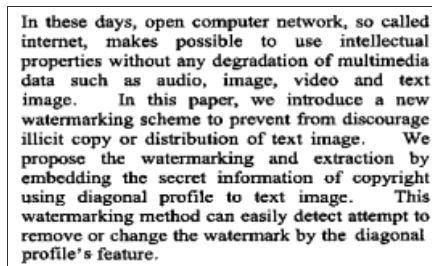 In these days, open computer network, so called
internet, makes possible to use intellectual
properties without any degradation of multimedia
data such as audio, image, video and text
image. In this paper, we introduce a new
watermarking scheme to prevent from discourage
illicit copy or distribution of text image. We
propose the watermarking and extraction by
embedding the secret information of copyright
using diagonal profile to text image. This
watermarking method can easily detect attempt to
remove or change the watermark by the diagonal
profile's feature.